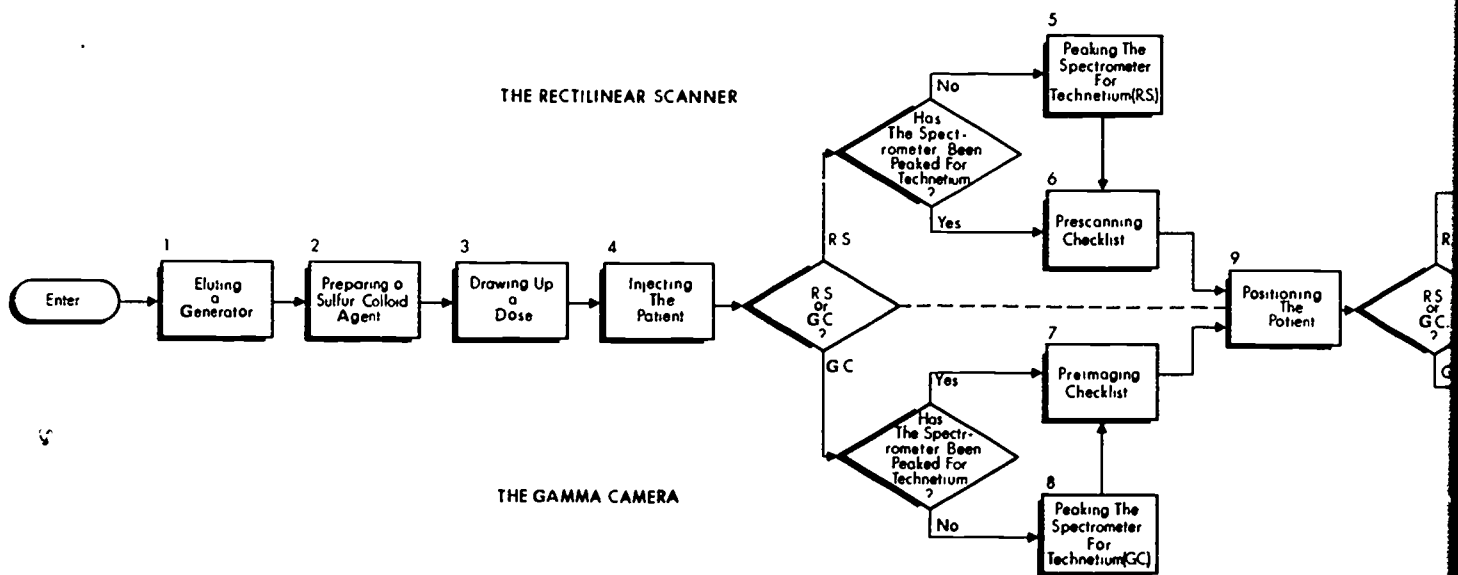 THE RECTILINEAR SCANNER
Enter
1
Eluting
a
Generator
2
Preparing a
Sulfur Colloid
Agent
3
Drawing Up
a
Dose
4
Injecting
The
Patient
RS
or
GC
?
RS
Has
The Spect-
rometer Been
Peaked For
Technetium
?
No
5
Peaking The
Spectrometer
For
Technetium(RS)
Yes
6
Prescanning
Checklist
GC
Has
The Spectr-
rometer Been
Peaked For
Technetium
?
Yes
7
Preimaging
Checklist
No
8
Peaking The
Spectrometer
For
Technetium(GC)
9
Positioning
The
Patient
R
RS
or
GC
?
G
THE GAMMA CAMERA